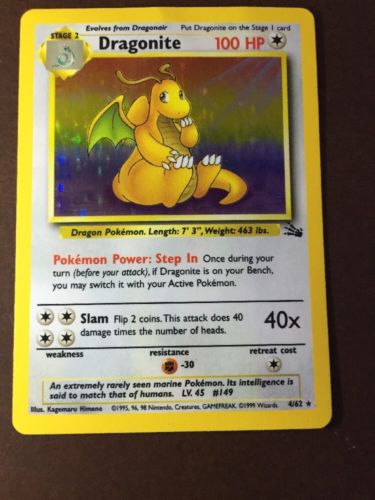 Evolves from Dragonair Put Dragonite on the Stage 1 card
STAGE 2
Dragonite 100 HP
Dragon Pokémon. Length: 7' 3", Weight: 463 lbs.
Pokémon Power: Step In Once during your
turn (before your attack), if Dragonite is on your Bench,
you may switch it with your Active Pokémon.
Slam Flip 2 coins. This attack does 40
damage times the number of heads.
40x
weakness resistance retreat cost
-30
An extremely rarely seen marine Pokémon. Its intelligence
is said to match that of humans. LV. 45 #149
Illus. Kagemaru Himeno ©1995, 96, 98 Nintendo, Creatures, GAMEFREAK. ©1999 Wizards. 4/62 ★